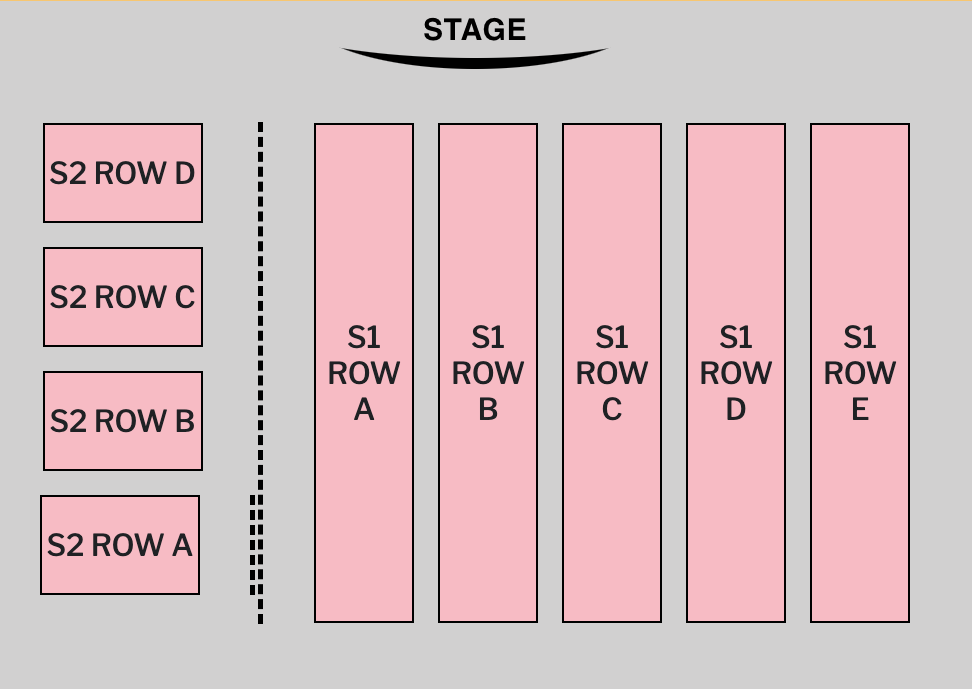 STAGE
S2 ROW D
S2 ROW C
S2 ROW B
S2 ROW A
S1
ROW
A
S1
ROW
B
S1
ROW
C
S1
ROW
D
S1
ROW
E